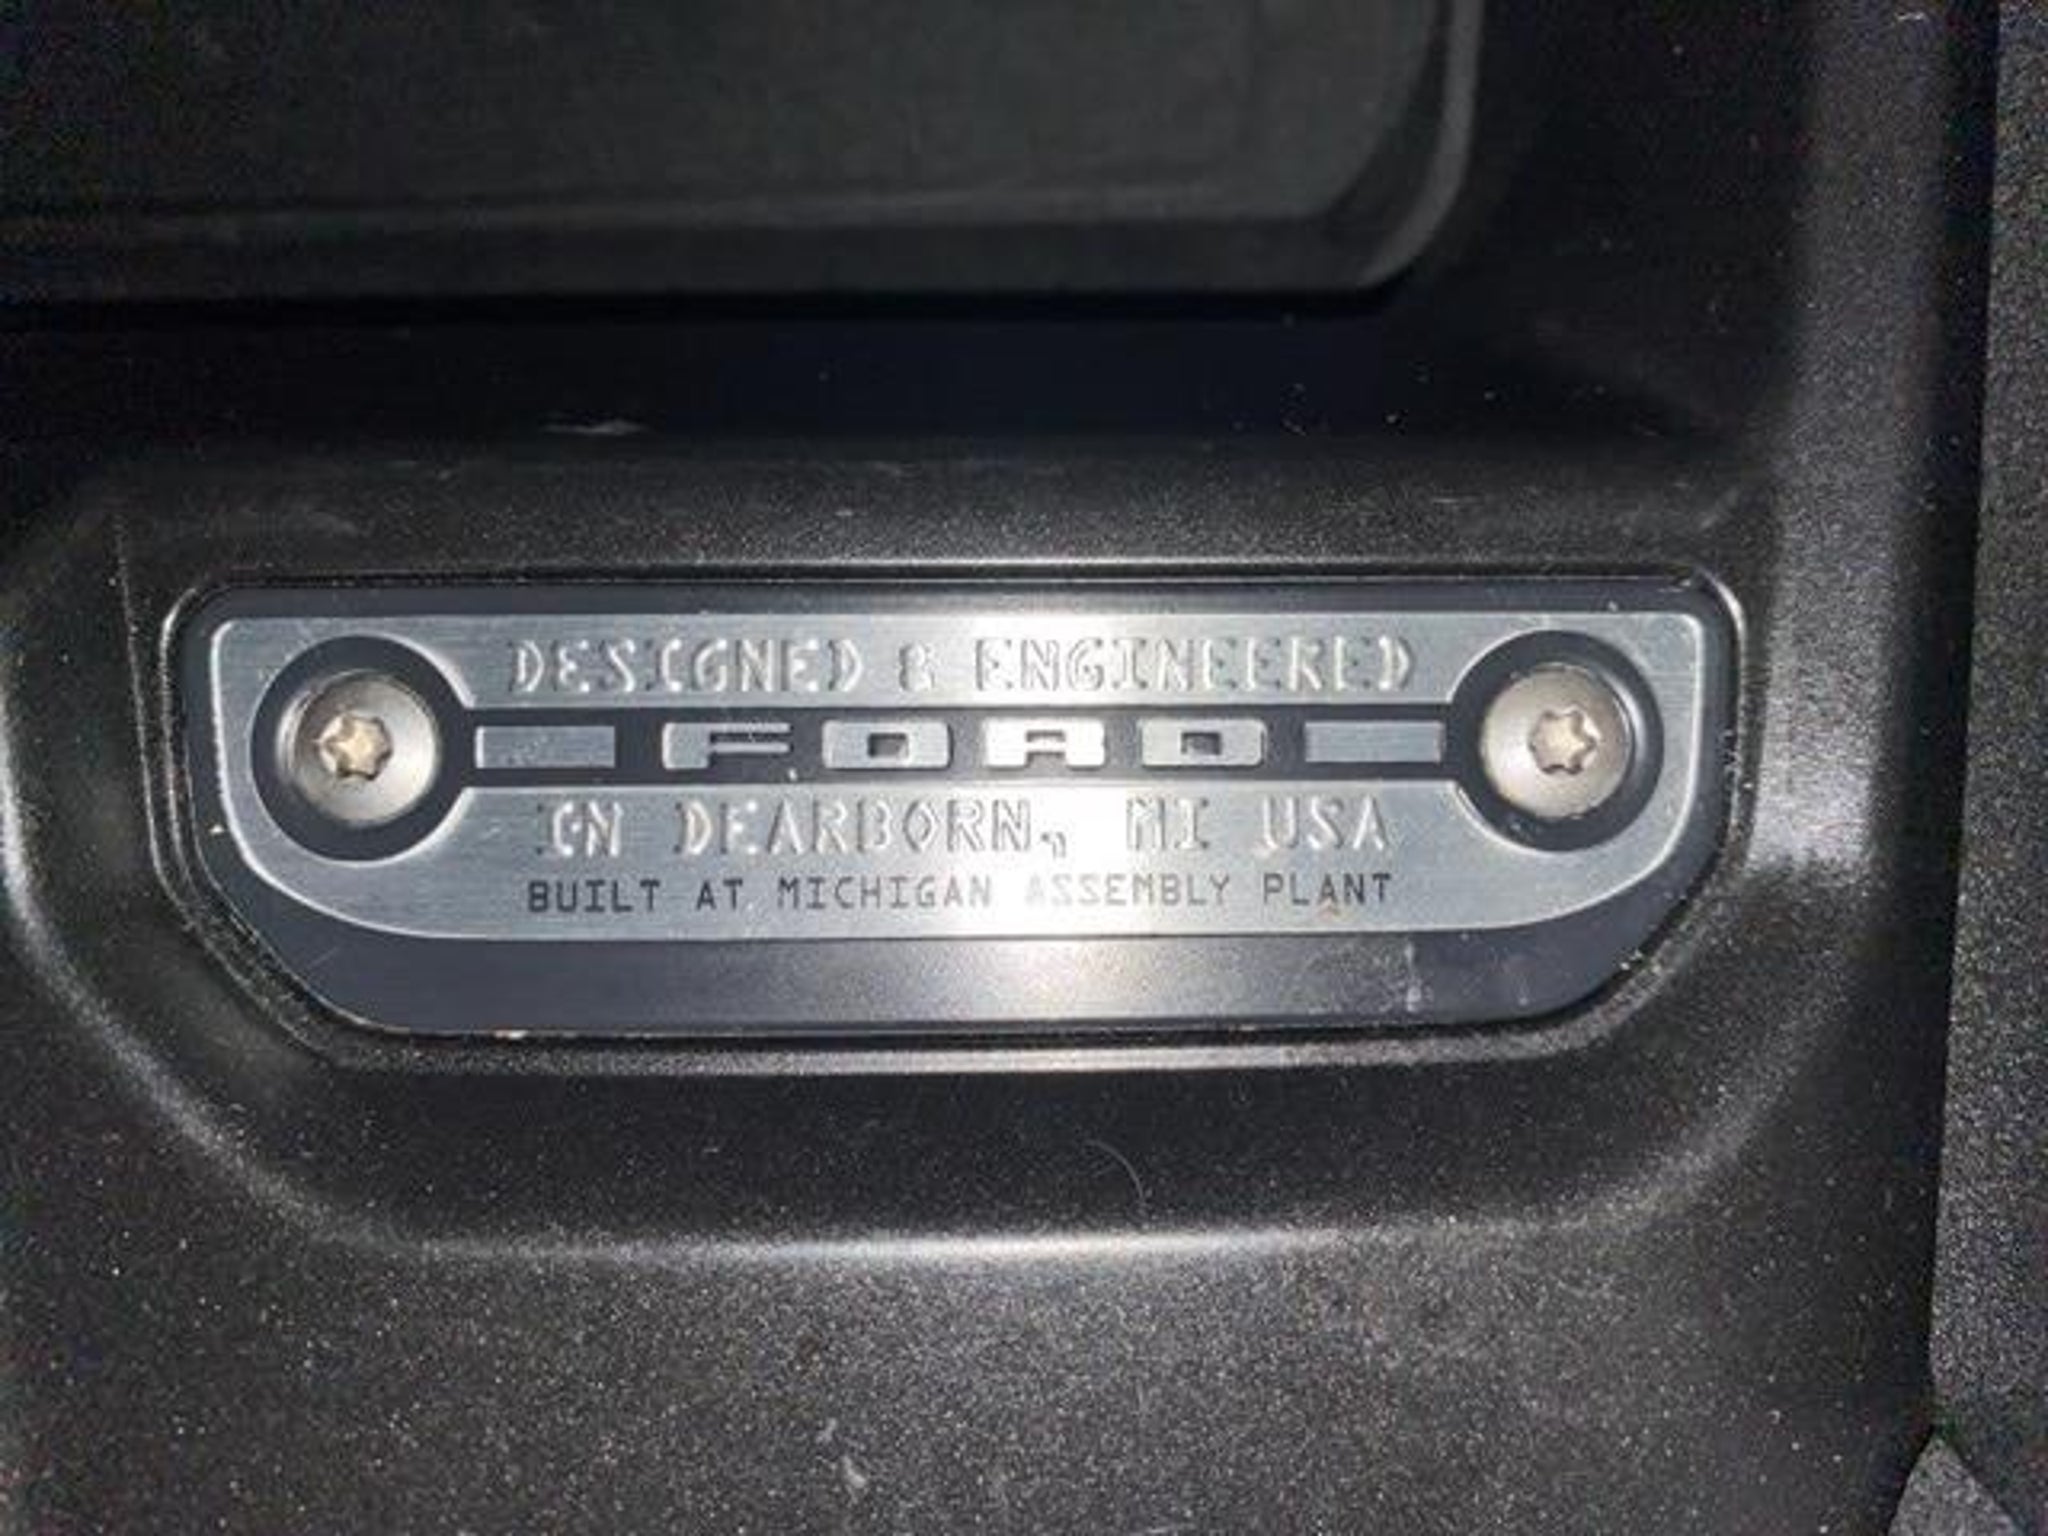 DESIGNED & ENGINEERED
FORD
IN DEARBORN, MI USA
BUILT AT MICHIGAN ASSEMBLY PLANT